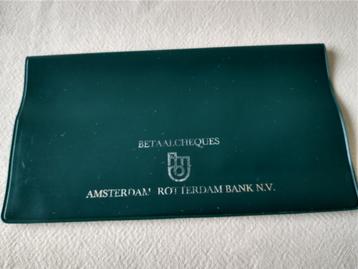 BETAALCHEQUES
AMSTERDAM ROTTERDAM BANK N.V.